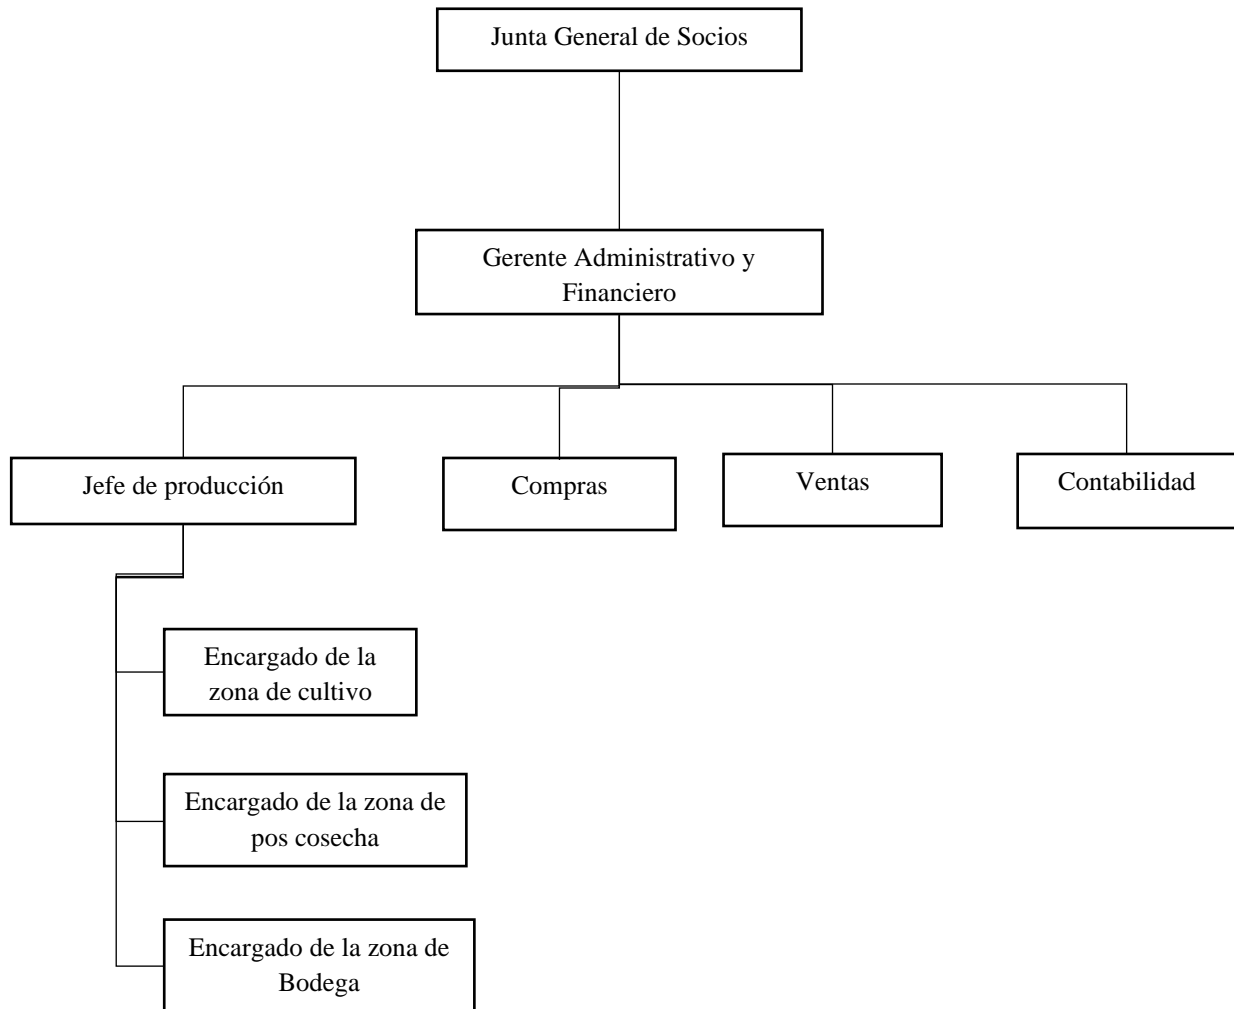 Junta General de Socios
Gerente Administrativo y
Financiero
Jefe de producción
Compras
Ventas
Contabilidad
Encargado de la
zona de cultivo
Encargado de la zona de
pos cosecha
Encargado de la zona de
Bodega